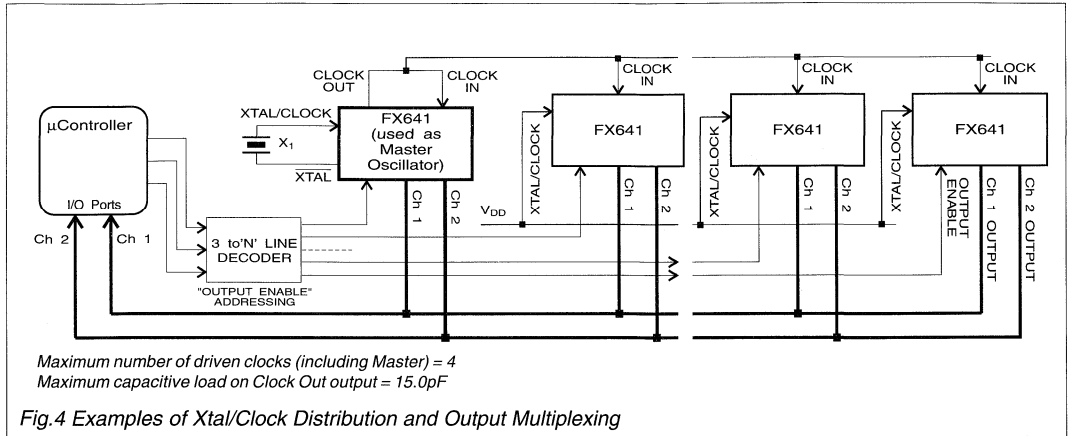 CLOCK OUT
CLOCK IN
CLOCK IN
CLOCK IN
CLOCK IN
µController
I/O Ports
Ch 2
Ch 1
XTAL/CLOCK
X1
XTAL
FX641
(used as
Master
Oscillator)
Ch 1
Ch 2
VDD
XTAL/CLOCK
FX641
Ch 1
Ch 2
XTAL/CLOCK
FX641
Ch 1
Ch 2
XTAL/CLOCK
FX641
OUTPUT ENABLE
Ch 1 OUTPUT
Ch 2 OUTPUT
3 to'N' LINE
DECODER
"OUTPUT ENABLE"
ADDRESSING
Maximum number of driven clocks (including Master) = 4
Maximum capacitive load on Clock Out output = 15.0pF
Fig.4 Examples of Xtal/Clock Distribution and Output Multiplexing